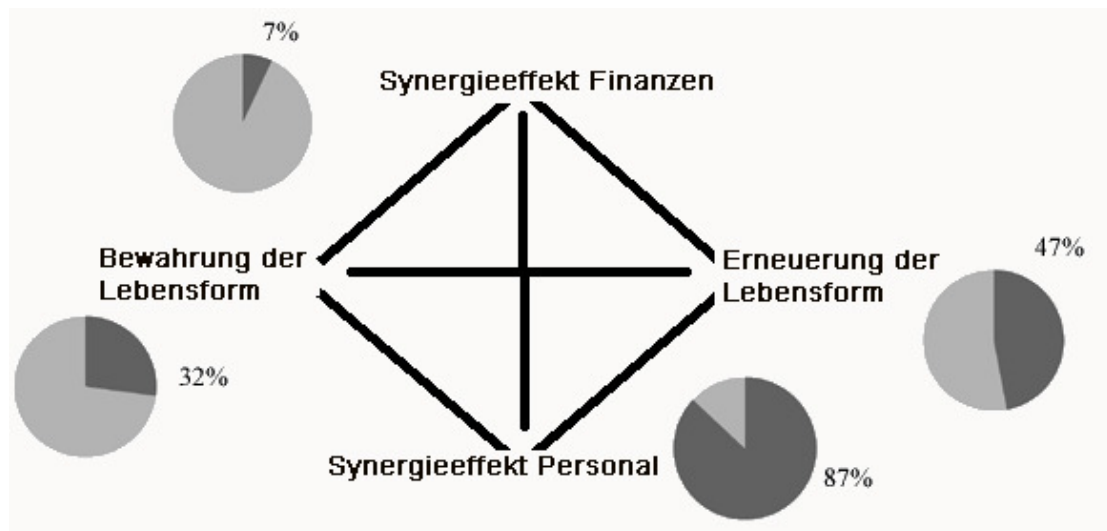 7%
Synergieeffekt Finanzen
Bewahrung der
Lebensform
Erneuerung der
Lebensform
47%
32%
Synergieeffekt Personal
87%